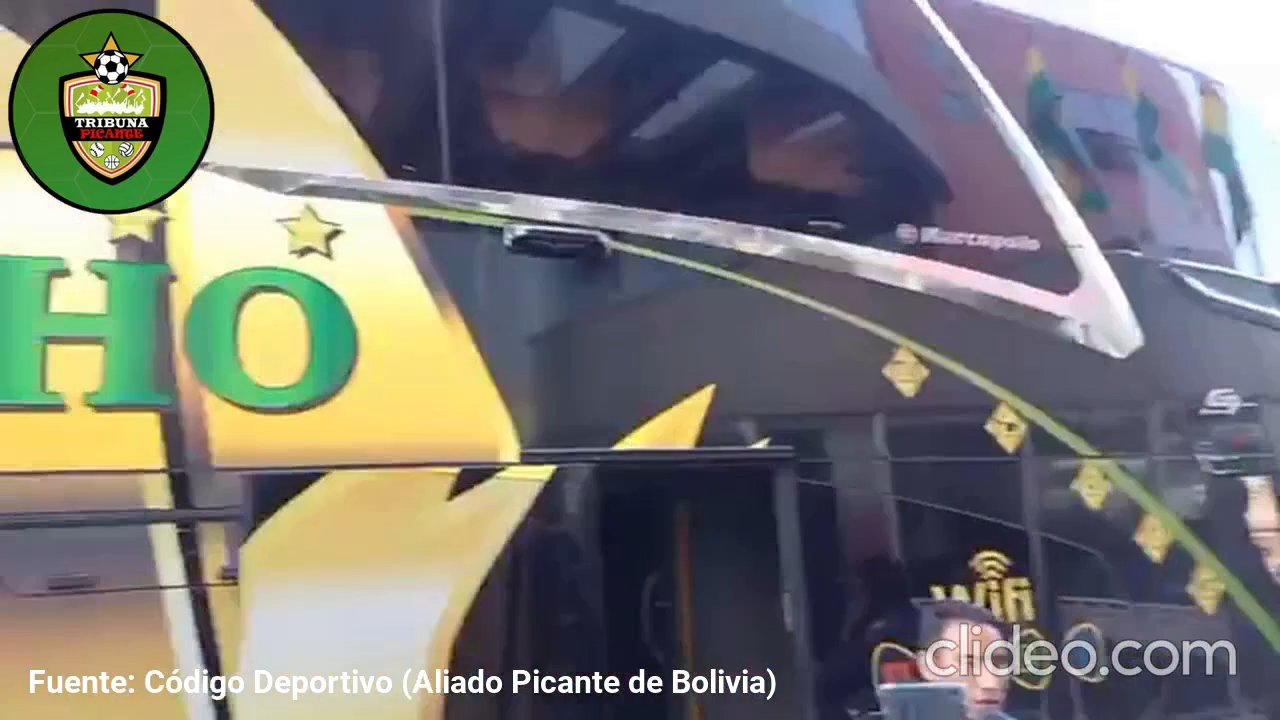 TRIBUNA
PICANTE
HO
Marcopolo
Wifi
clideo.com
Fuente: Código Deportivo (Aliado Picante de Bolivia)